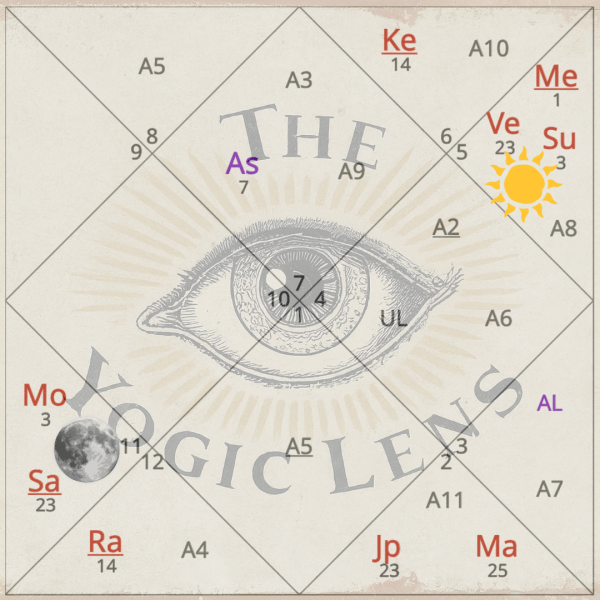 Ke
14
A10
A5
A3
Me
1
THE
Ve
23
Su
3
8
9
6
5
As
7
A9
A2
A8
7
10
4
1
UL
A6
AL
Mo
3
YOGIC LENS
11
12
A5
3
2
Sa
23
A7
A11
Ra
14
A4
Jp
23
Ma
25